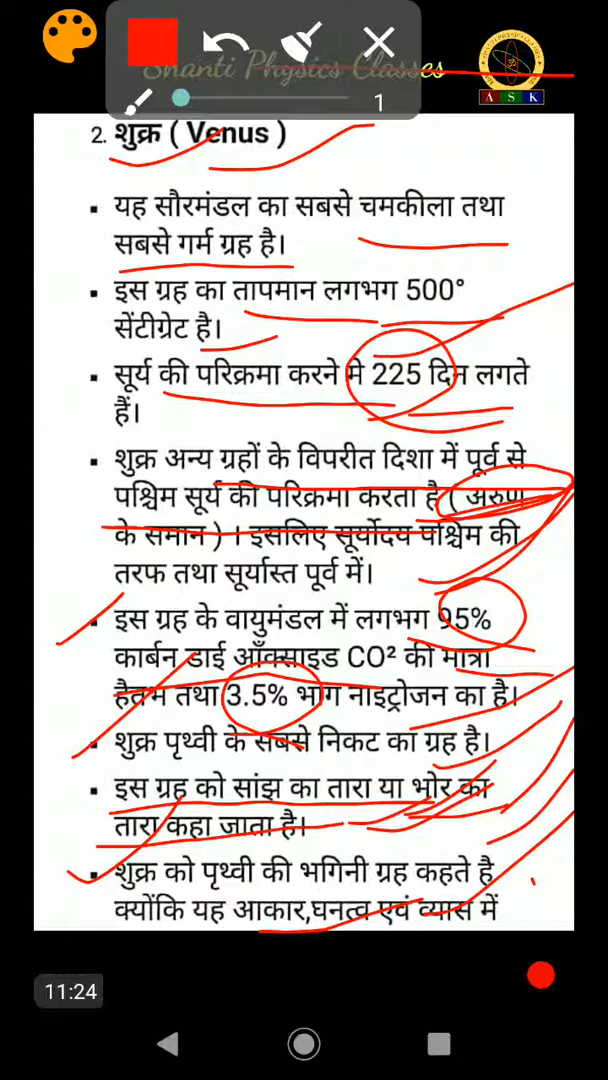 1
Shanti Physics Classes
A S K
2. शुक्र ( Venus )
▪ यह सौरमंडल का सबसे चमकीला तथा
सबसे गर्म ग्रह है।
▪ इस ग्रह का तापमान लगभग 500°
सेंटीग्रेट है।
▪ सूर्य की परिक्रमा करने मे 225 दिन लगते
हैं।
▪ शुक्र अन्य ग्रहों के विपरीत दिशा में पूर्व से
पश्चिम सूर्य की परिक्रमा करता है ( अरुण
के समान ) । इसलिए सूर्योदय पश्चिम की
तरफ तथा सूर्यास्त पूर्व में।
▪ इस ग्रह के वायुमंडल में लगभग 95%
कार्बन डाई ऑक्साइड CO² की मात्रा
तथा 3.5% भाग नाइट्रोजन का है।
▪ शुक्र पृथ्वी के सबसे निकट का ग्रह है।
▪ इस ग्रह को सांझ का तारा या भोर का
तारा कहा जाता है।
▪ शुक्र को पृथ्वी की भगिनी ग्रह कहते है
क्योंकि यह आकार,घनत्व एवं व्यास में
11:24